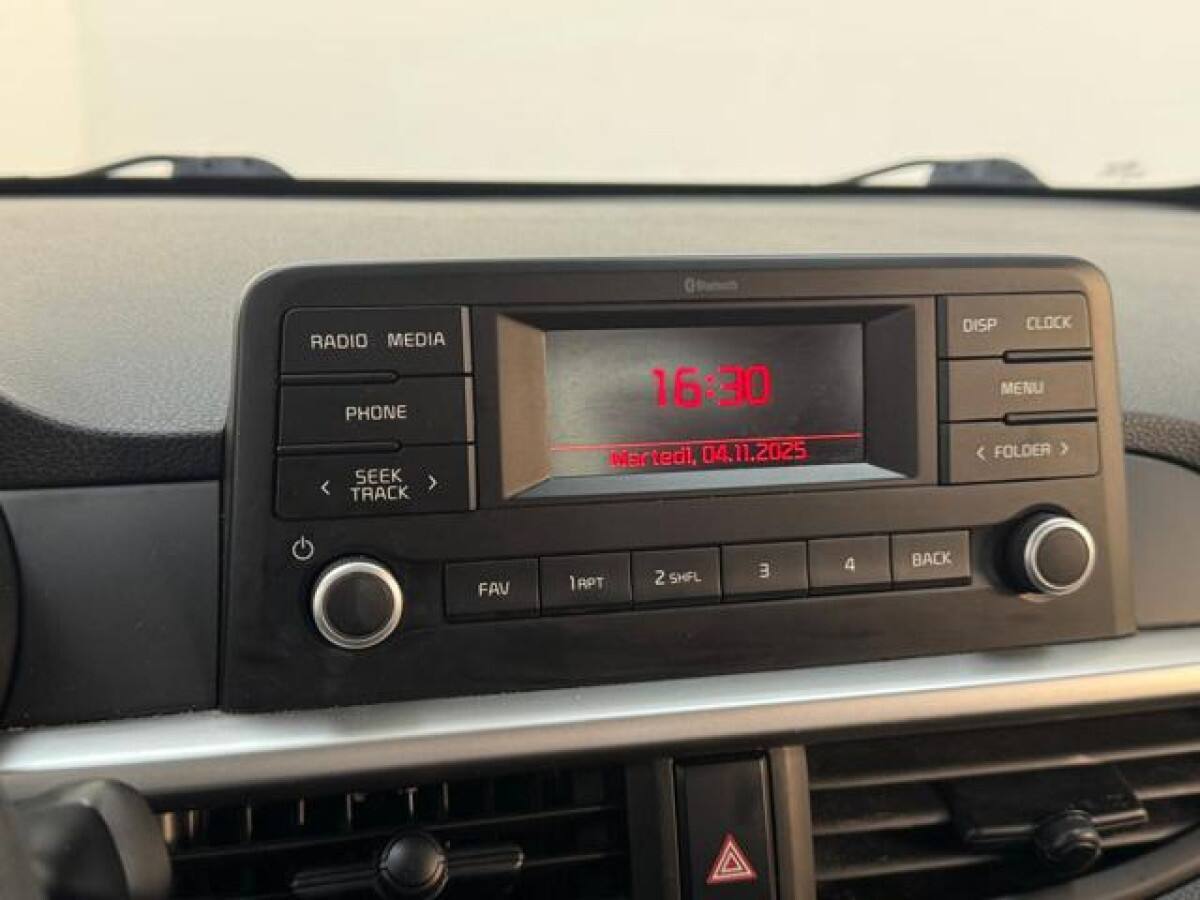 Bluetooth
RADIO MEDIA
PHONE
< SEEK TRACK >
16:30
Martedì, 04.11.2025
DISP CLOCK
MENU
< FOLDER >
FAV
1 RPT
2 SHFL
3
4
BACK